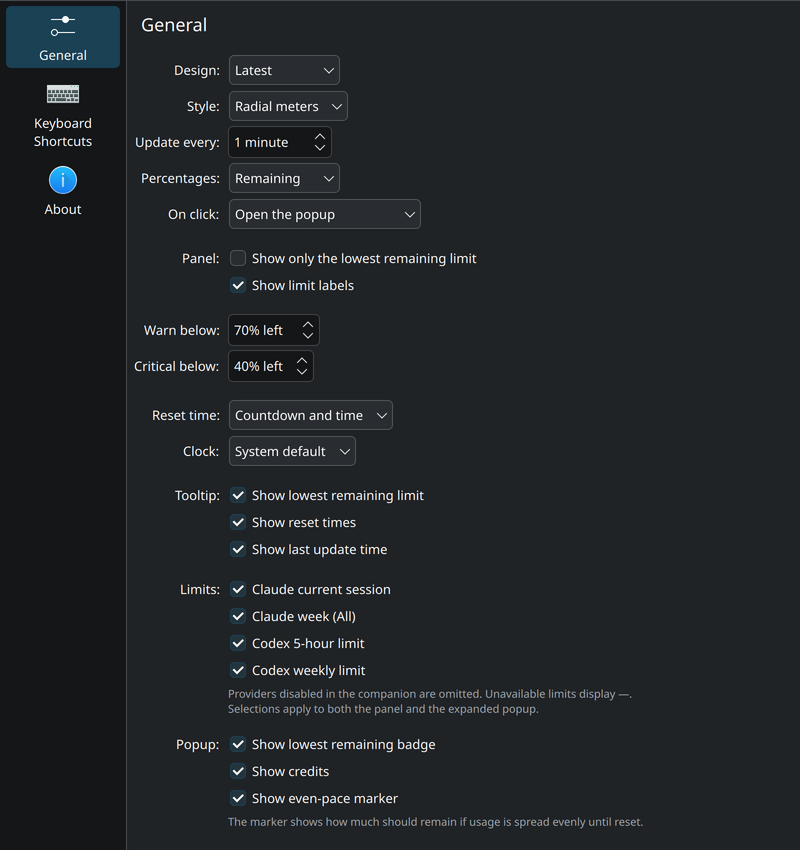 General
Keyboard
Shortcuts
About
General
Design: Latest
Style: Radial meters
Update every: 1 minute
Percentages: Remaining
On click: Open the popup
Panel: Show only the lowest remaining limit
Show limit labels
Warn below: 70% left
Critical below: 40% left
Reset time: Countdown and time
Clock: System default
Tooltip: Show lowest remaining limit
Show reset times
Show last update time
Limits: Claude current session
Claude week (All)
Codex 5-hour limit
Codex weekly limit
Providers disabled in the companion are omitted. Unavailable limits display —.
Selections apply to both the panel and the expanded popup.
Popup: Show lowest remaining badge
Show credits
Show even-pace marker
The marker shows how much should remain if usage is spread evenly until reset.